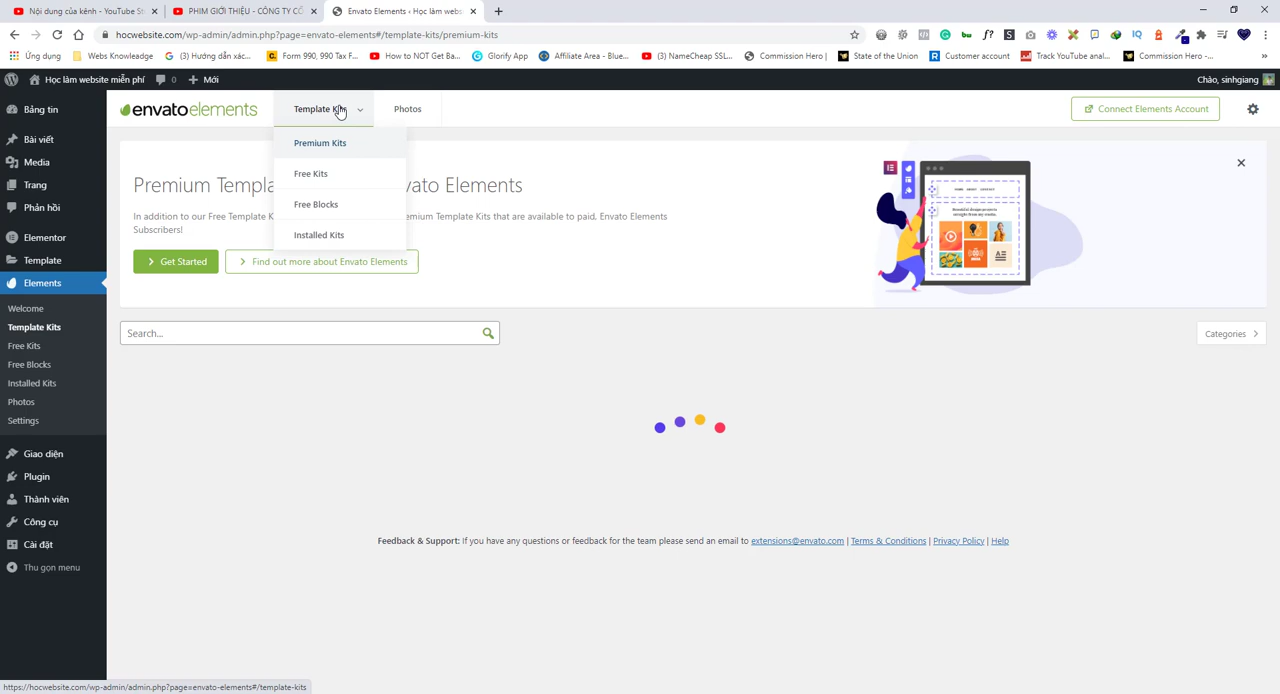 Nội dung của kênh - YouTube St
PHIM GIỚI THIỆU - CÔNG TY CỔ
Envato Elements ‹ Học làm webs
hocwebsite.com/wp-admin/admin.php?page=envato-elements#/template-kits/premium-kits
Ứng dụng
Webs Knowleadge
(3) Hướng dẫn xác...
Form 990, 990 Tax F...
How to NOT Get Ba...
Glorify App
Affiliate Area - Blue...
(3) NameCheap SSL...
Commission Hero
State of the Union
Customer account
Track YouTube anal...
Commission Hero -...
»
Học làm website miễn phí
0
Mới
Chào, sinhgiang
Bảng tin
Bài viết
Media
Trang
Phản hồi
Elementor
Template
Elements
Welcome
Template Kits
Free Kits
Free Blocks
Installed Kits
Photos
Settings
Giao diện
Plugin
Thành viên
Công cụ
Cài đặt
Thu gọn menu
envatoelements
Template Kits
Photos
Connect Elements Account
Premium Kits
Free Kits
Free Blocks
Installed Kits
Premium Templa
vato Elements
In addition to our Free Template K
remium Template Kits that are available to paid, Envato Elements
Subscribers!
Get Started
Find out more about Envato Elements
HOME ABOUT CONTACT
Search...
Categories
Feedback & Support: If you have any questions or feedback for the team please send an email to extensions@envato.com | Terms & Conditions | Privacy Policy | Help
https://hocwebsite.com/wp-admin/admin.php?page=envato-elements#/template-kits